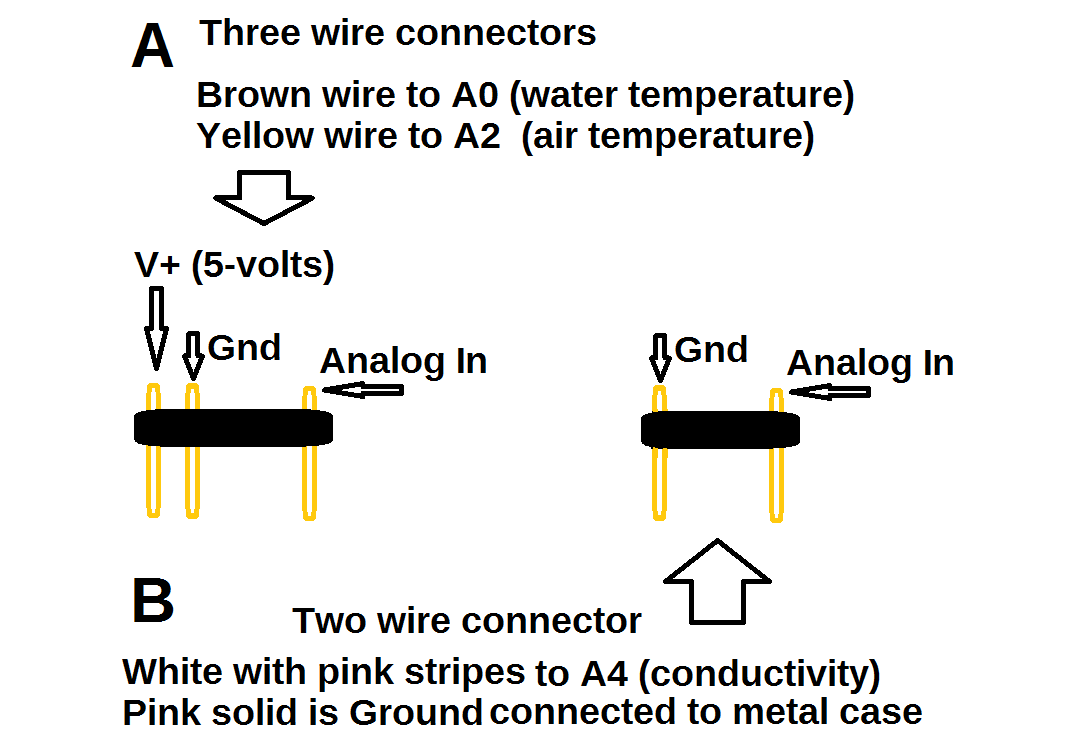 A Three wire connectors
Brown wire to A0 (water temperature)
Yellow wire to A2 (air temperature)
V+ (5-volts)
Gnd
Analog In
Gnd
Analog In
B
Two wire connector
White with pink stripes to A4 (conductivity)
Pink solid is Ground connected to metal case